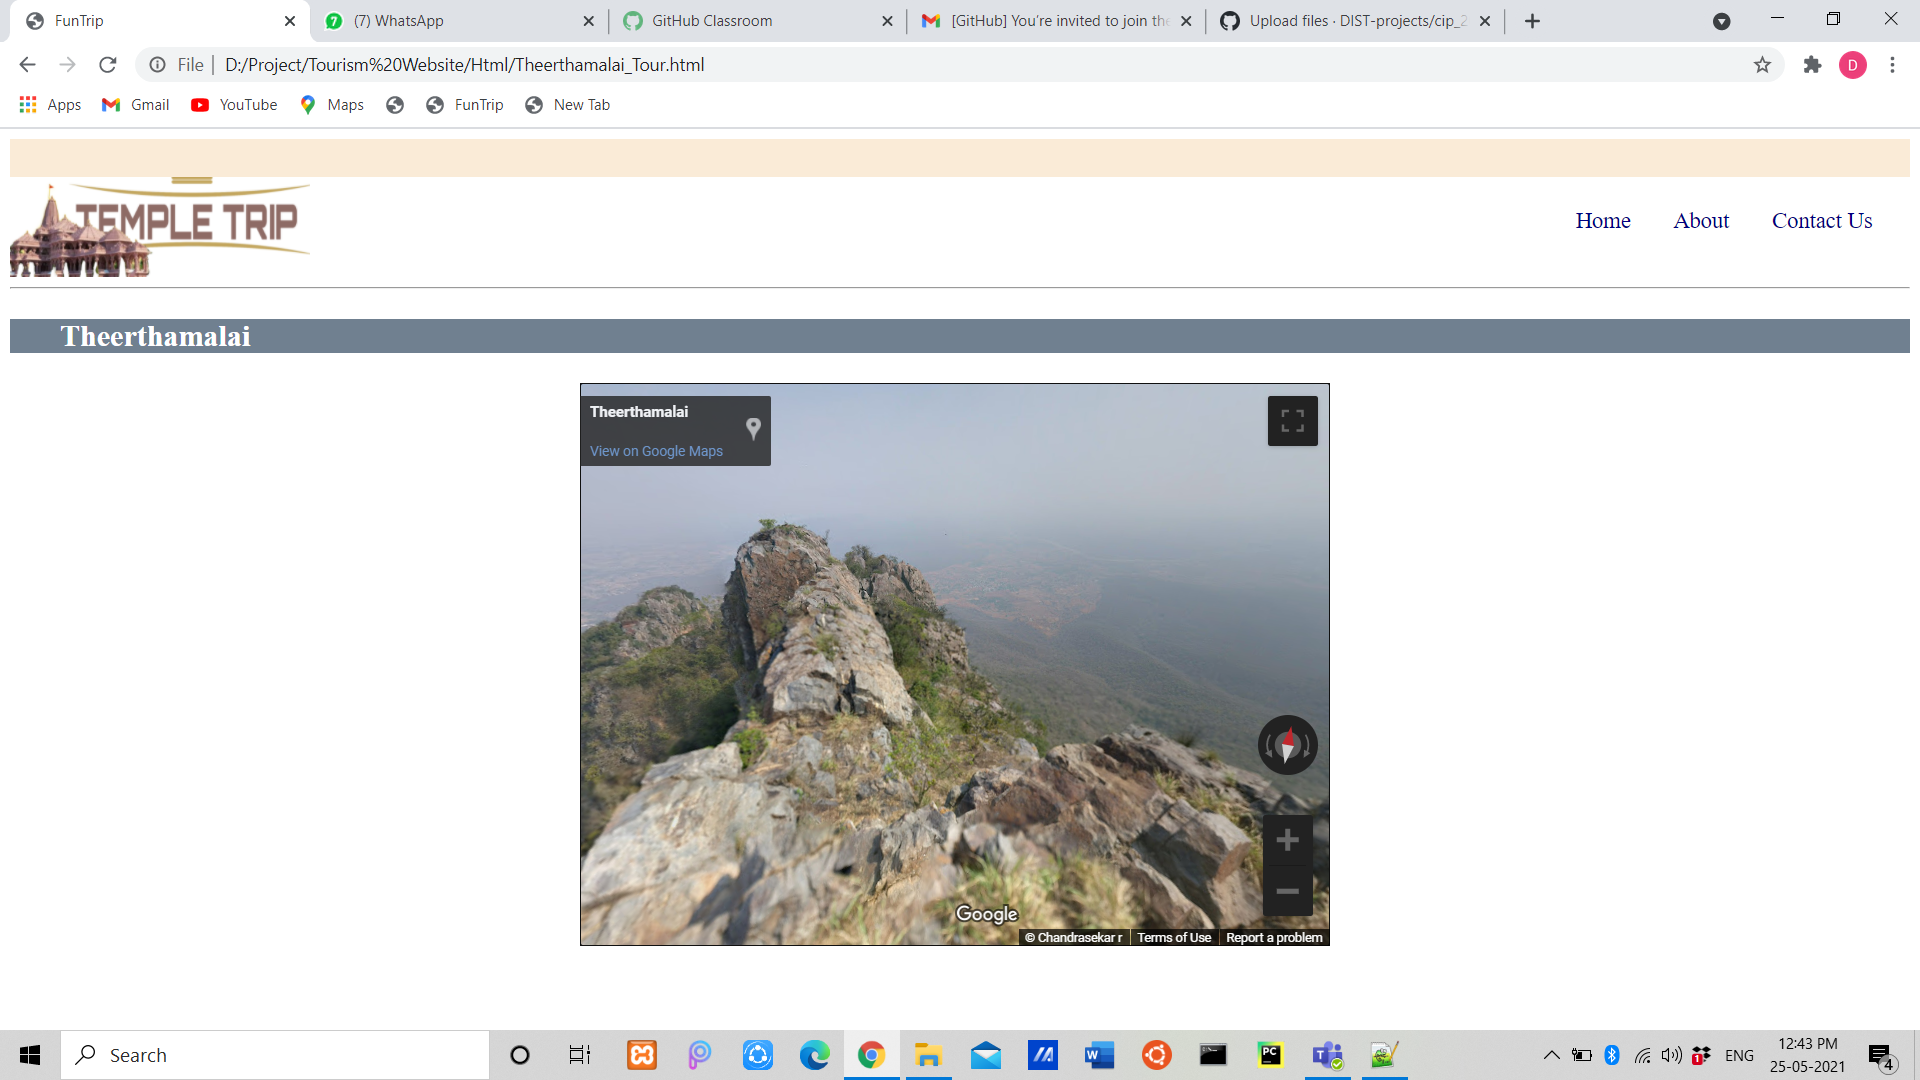 FunTrip
(7) WhatsApp
GitHub Classroom
[GitHub] You're invited to join the
Upload files · DIST-projects/cip_2
File
D:/Project/Tourism%20Website/Html/Theerthamalai_Tour.html
D
Apps
Gmail
YouTube
Maps
FunTrip
New Tab
TEMPLE TRIP
Home
About
Contact Us
Theerthamalai
Theerthamalai
View on Google Maps
Google
© Chandrasekar r
Terms of Use
Report a problem
Search
ENG
12:43 PM
25-05-2021
4